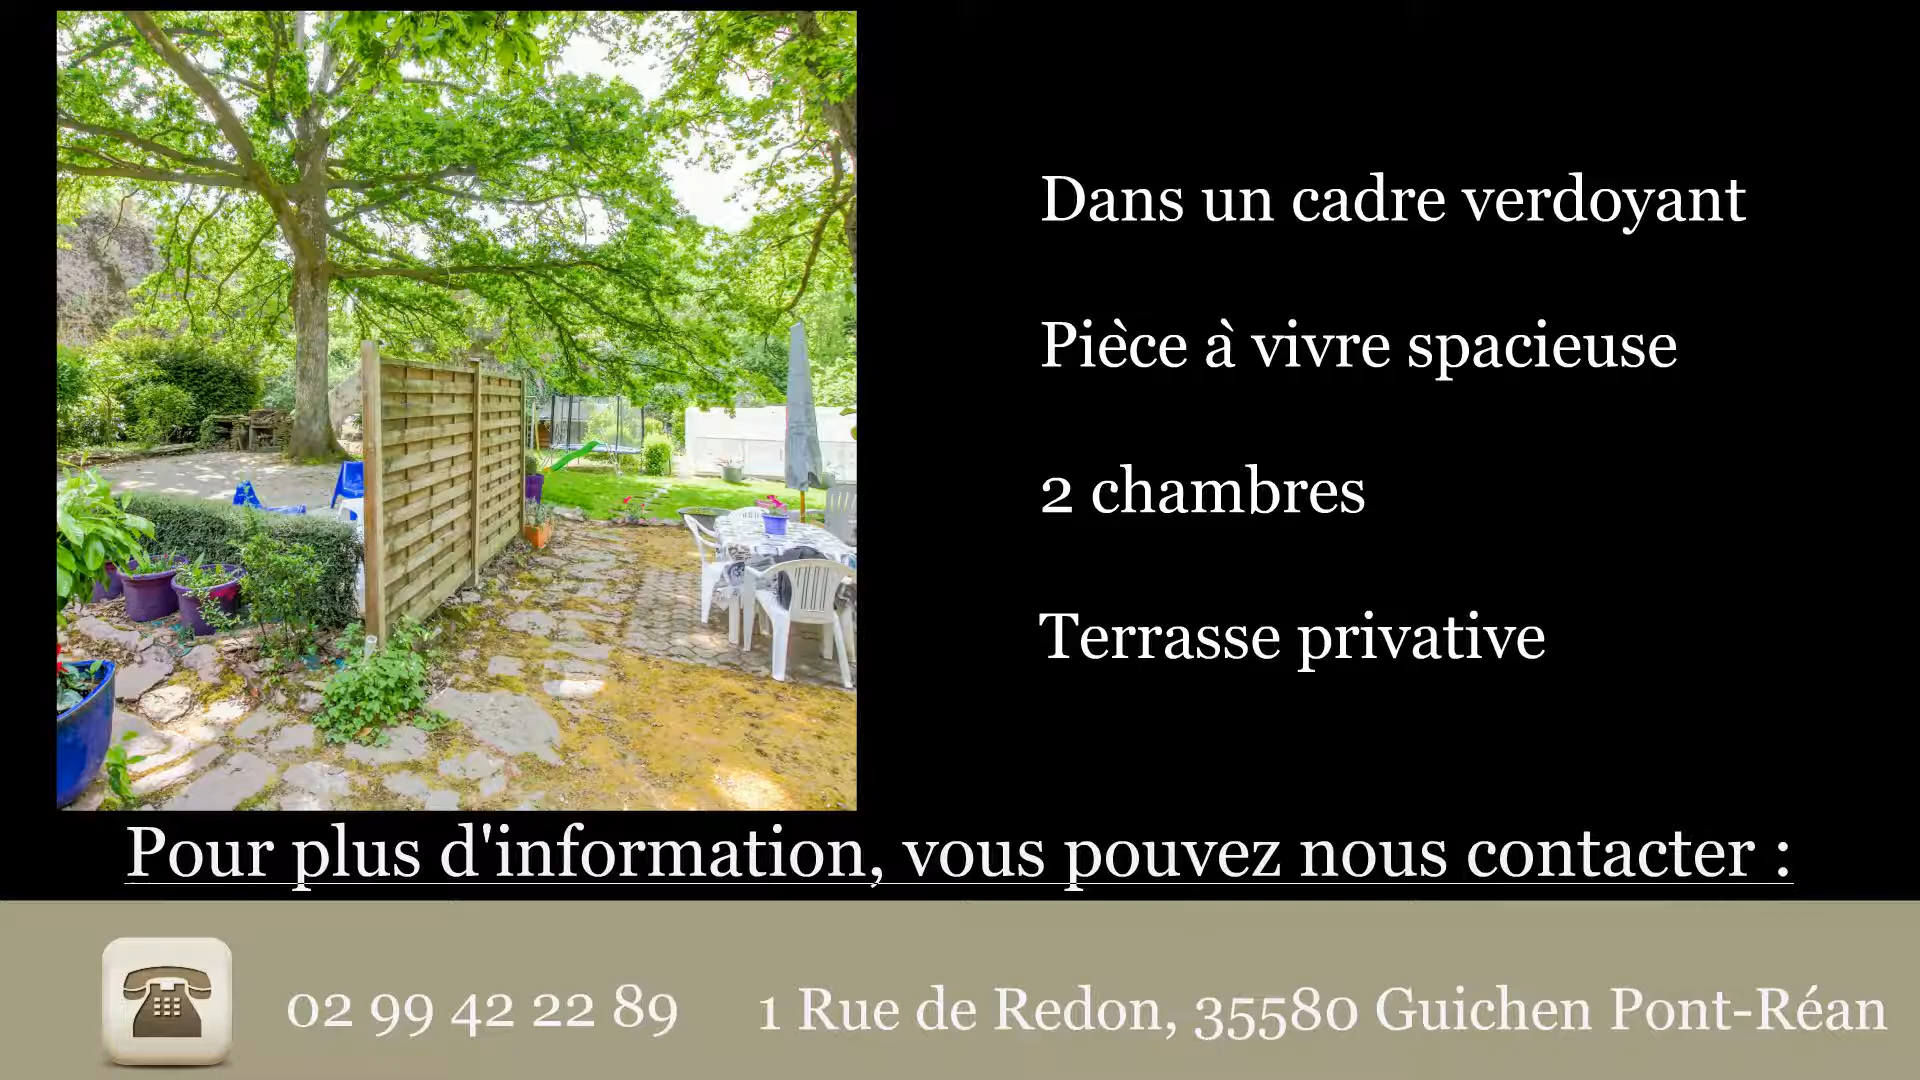 Dans un cadre verdoyant
Pièce à vivre spacieuse
2 chambres
Terrasse privative
Pour plus d'information, vous pouvez nous contacter :
02 99 42 22 89
1 Rue de Redon, 35580 Guichen Pont-Réan